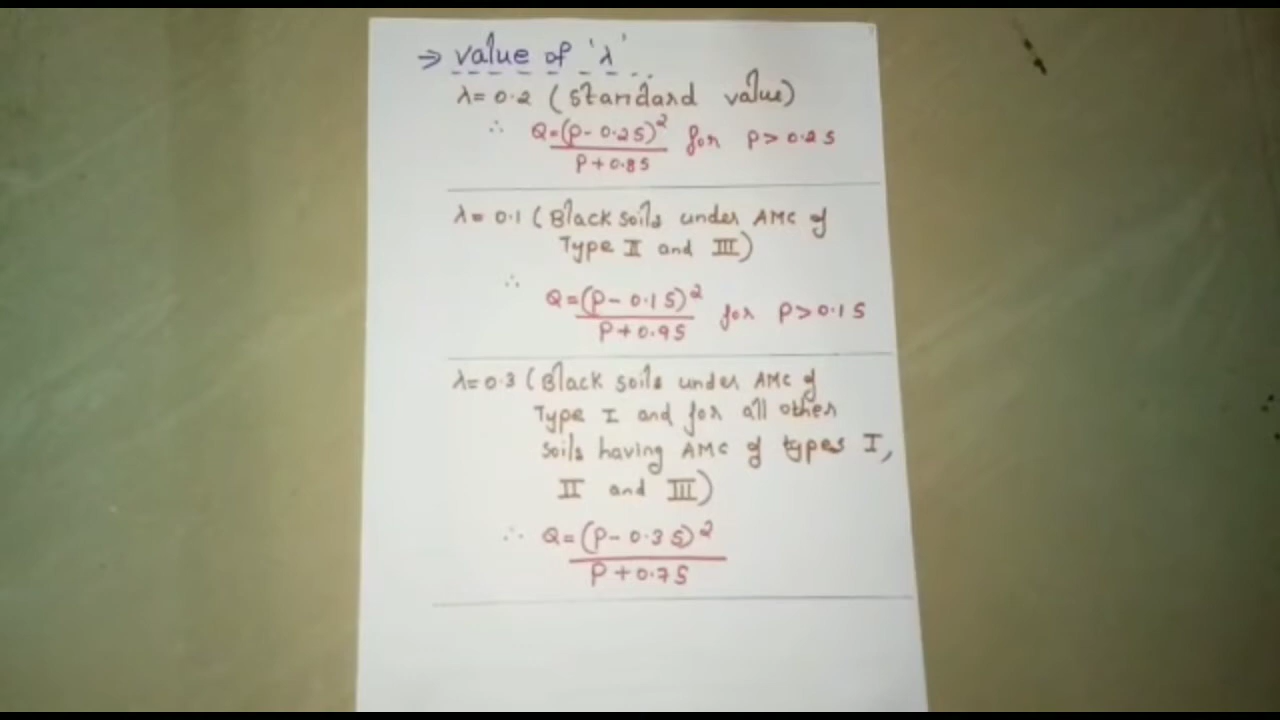 → value of 'λ'
λ= 0.2 (Standard value)
∴ Q=(P-0.2S)² for P>0.2S
P+0.8S
λ= 0.1 (Black soils under AMC of
Type II and III)
∴
Q=(P-0.1S)² for P>0.1S
P+0.9S
λ=0.3 (Black soils under AMC of
Type I and for all other
soils having AMC of types I,
II and III)
∴ Q=(P-0.3S)²
P+0.7S